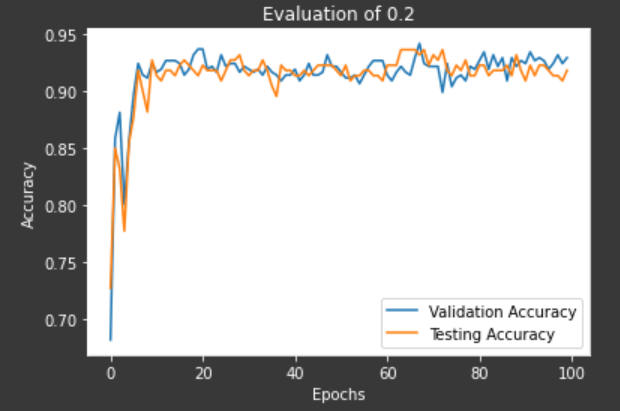 Evaluation of 0.2
0.95
0.90
0.85
0.80
0.75
0.70
Accuracy
0 20 40 60 80 100
Epochs
Validation Accuracy
Testing Accuracy